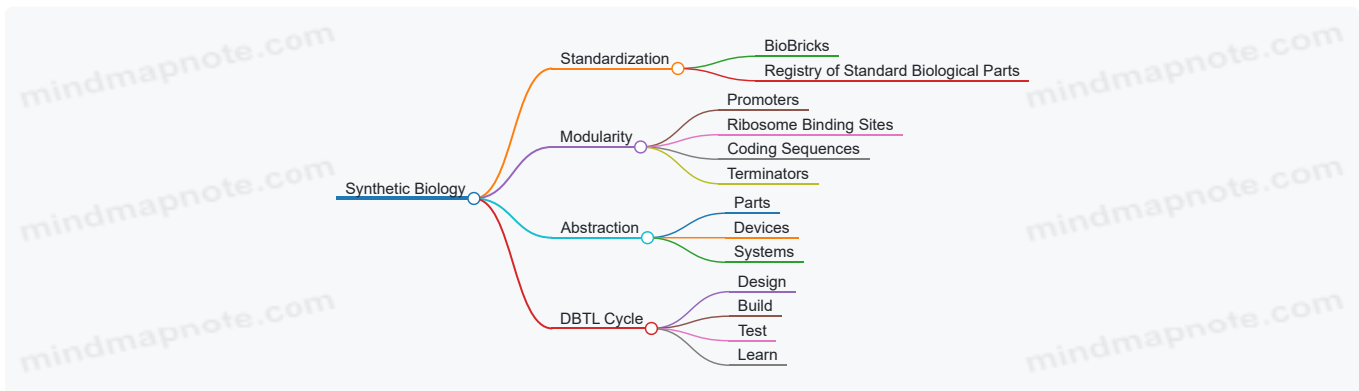 mindmapnote.com
mindmapnote.com
Synthetic Biology
Standardization
BioBricks
Registry of Standard Biological Parts
Modularity
Promoters
Ribosome Binding Sites
Coding Sequences
Terminators
Abstraction
Parts
Devices
Systems
DBTL Cycle
Design
Build
Test
Learn
mindmapnote.com
mindmapnote.com
mindmapnote.com
mindmapnote.com